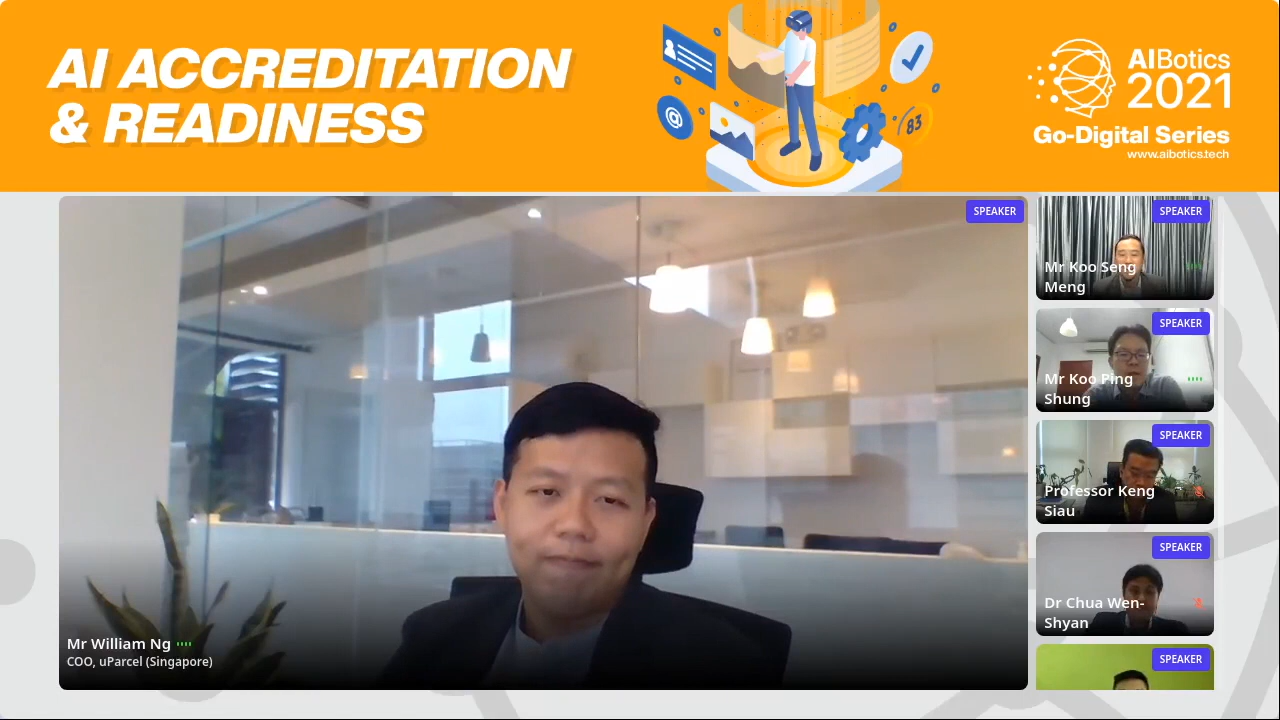 AI ACCREDITATION
& READINESS
@
83
AIBotics
2021
Go-Digital Series
www.aibotics.tech
SPEAKER
Mr William Ng
COO, uParcel (Singapore)
SPEAKER
Mr Koo Seng
Meng
SPEAKER
Mr Koo Ping
Shung
SPEAKER
Professor Keng
Siau
SPEAKER
Dr Chua Wen-
Shyan
SPEAKER